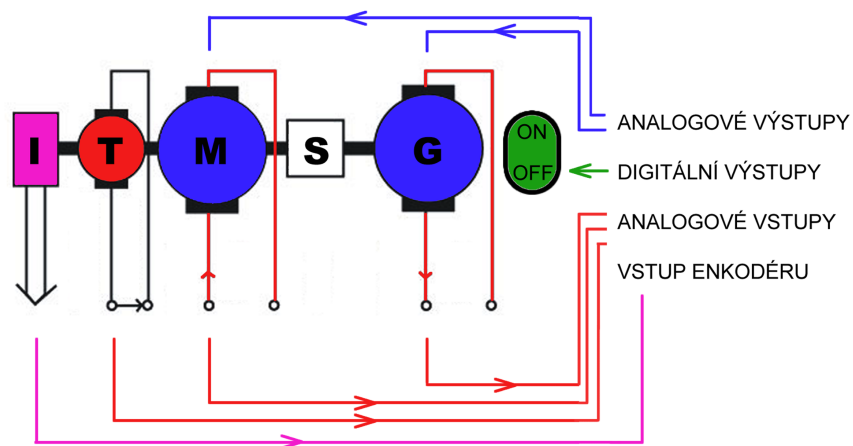 I T M S G
ON
OFF
ANALOGOVÉ VÝSTUPY
DIGITÁLNÍ VÝSTUPY
ANALOGOVÉ VSTUPY
VSTUP ENKODÉRU